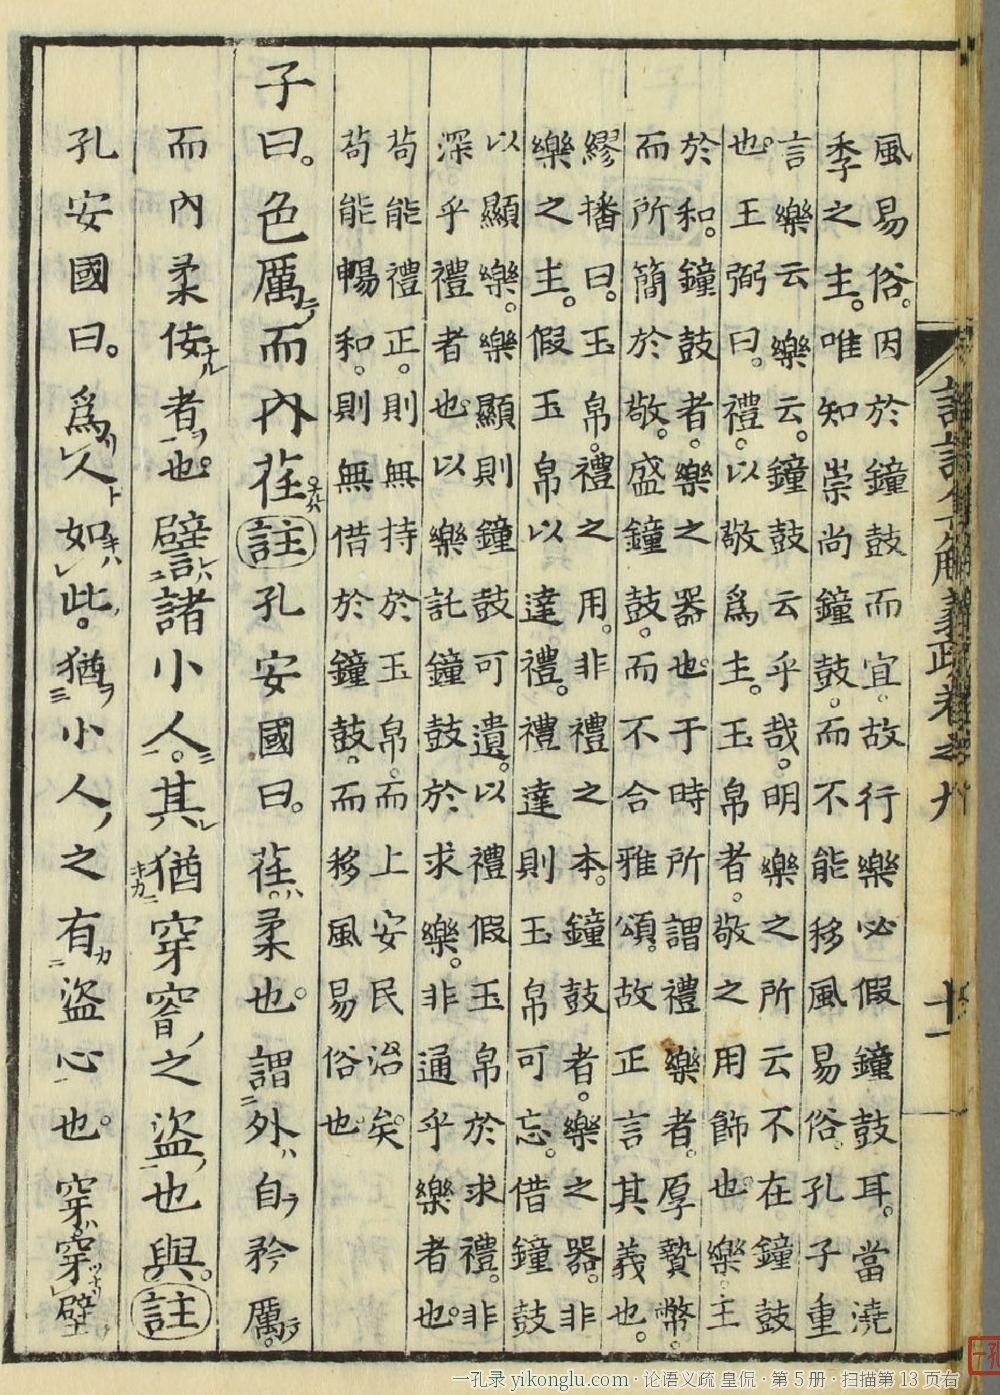 風易俗。因於鐘鼓而宜。故行樂必假鐘鼓耳。當澆
季之主。唯知崇尚鐘鼓。而不能移風易俗。孔子重
言樂云樂云。鐘鼓云乎哉。明樂之所云不在鐘鼓
也。王弼曰。禮。以敬爲主。玉帛者。敬之用飾也。樂主
於和。鐘鼓者。樂之器也。于時所謂禮樂者。厚贄幣。
而所簡於敬。盛鐘鼓。而不合雅頌。故正言其義也。
繆播曰。玉帛。禮之用。非禮之本。鐘鼓者。樂之器。非
樂之主。假玉帛以達禮。禮達則玉帛可忘。借鐘鼓
以顯樂。樂顯則鐘鼓可遺。以禮假玉帛於求禮。非
深乎禮者也。以樂託鐘鼓於求樂。非通乎樂者也。
苟能禮正。則無持於玉帛。而上安民治矣。
苟能暢和。則無借於鐘鼓。而移風易俗也。
子曰。色厲而内荏 註 孔安國曰。荏。柔也。謂外自矜厲。
而内柔佞者也 譬諸小人。其猶穿窬之盜也與。註
孔安國曰。爲人如此。猶小人之有盜心也。穿。穿壁
論語集解義疏卷之九
十一
一孔录 yikonglu.com · 论语义疏 皇侃 · 第 5 册 · 扫描第 13 页右